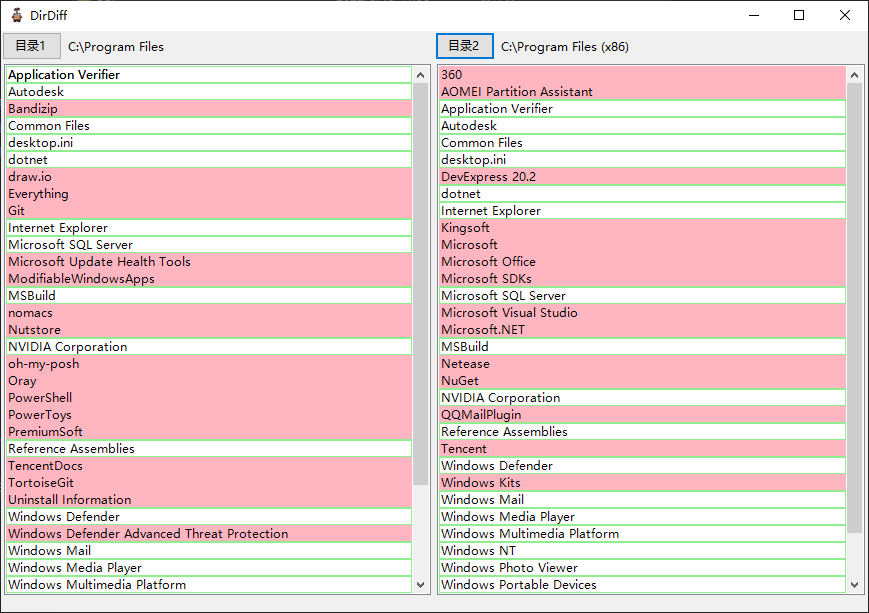 DirDiff
目录1 C:\Program Files
目录2 C:\Program Files (x86)
Application Verifier
Autodesk
Bandizip
Common Files
desktop.ini
dotnet
draw.io
Everything
Git
Internet Explorer
Microsoft SQL Server
Microsoft Update Health Tools
ModifiableWindowsApps
MSBuild
nomacs
Nutstore
NVIDIA Corporation
oh-my-posh
Oray
PowerShell
PowerToys
PremiumSoft
Reference Assemblies
TencentDocs
TortoiseGit
Uninstall Information
Windows Defender
Windows Defender Advanced Threat Protection
Windows Mail
Windows Media Player
Windows Multimedia Platform
360
AOMEI Partition Assistant
Application Verifier
Autodesk
Common Files
desktop.ini
DevExpress 20.2
dotnet
Internet Explorer
Kingsoft
Microsoft
Microsoft Office
Microsoft SDKs
Microsoft SQL Server
Microsoft Visual Studio
Microsoft.NET
MSBuild
Netease
NuGet
NVIDIA Corporation
QQMailPlugin
Reference Assemblies
Tencent
Windows Defender
Windows Kits
Windows Mail
Windows Media Player
Windows Multimedia Platform
Windows NT
Windows Photo Viewer
Windows Portable Devices